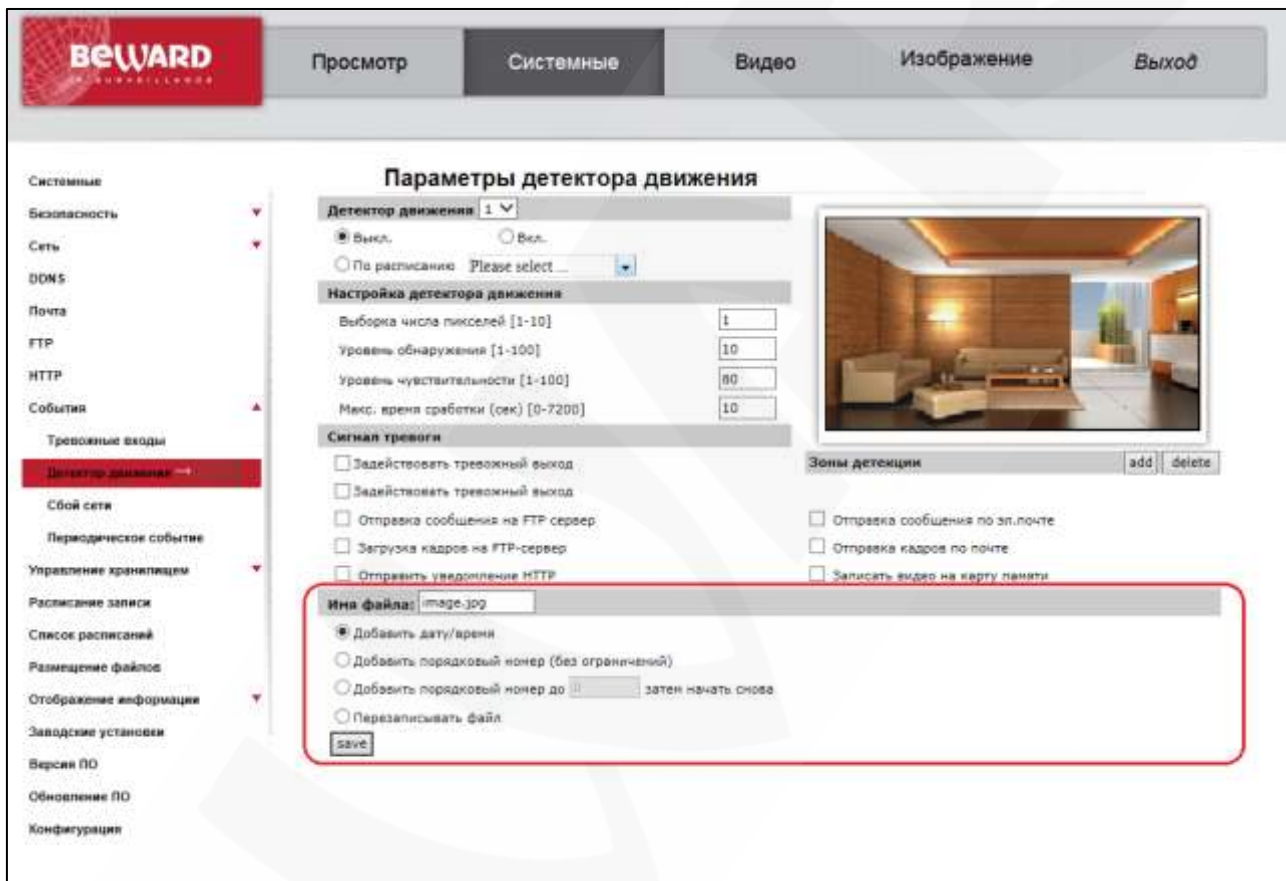 BEWARD
IP SURVEILLANCE
Просмотр
Системные
Видео
Изображение
Выход
Системные
Безопасность
Сеть
DDNS
Почта
FTP
HTTP
События
Тревожные входы
Детектор движения
Сбой сети
Периодическое событие
Управление хранилищем
Расписание записи
Список расписаний
Размещение файлов
Отображение информации
Заводские установки
Версия ПО
Обновление ПО
Конфигурация
Параметры детектора движения
Детектор движения 1
Выкл. Вкл.
По расписанию Please select ...
Настройка детектора движения
Выборка числа пикселей [1-10] 1
Уровень обнаружения [1-100] 10
Уровень чувствительности [1-100] 80
Макс. время сработки (сек) [0-7200] 10
Сигнал тревоги
Задействовать тревожный выход
Задействовать тревожный выход
Отправка сообщения на FTP сервер
Загрузка кадров на FTP-сервер
Отправить уведомление HTTP
Зоны детекции add delete
Отправка сообщения по эл.почте
Отправка кадров по почте
Записать видео на карту памяти
Имя файла: image.jpg
Добавить дату/время
Добавить порядковый номер (без ограничений)
Добавить порядковый номер до 0 затем начать снова
Перезаписывать файл
save